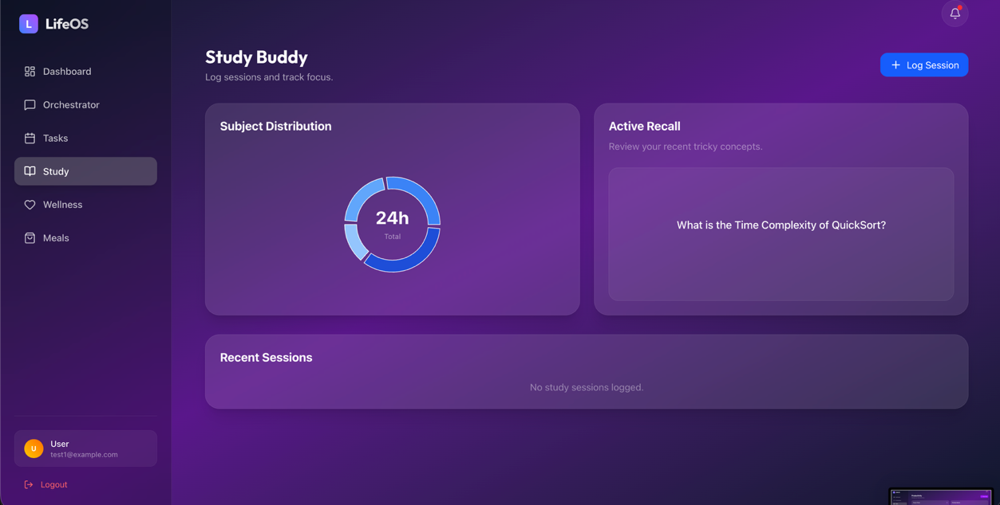 L LifeOS
Dashboard
Orchestrator
Tasks
Study
Wellness
Meals
U
User
test1@example.com
Logout
Study Buddy
Log sessions and track focus.
+ Log Session
Subject Distribution
24h
Total
Active Recall
Review your recent tricky concepts.
What is the Time Complexity of QuickSort?
Recent Sessions
No study sessions logged.